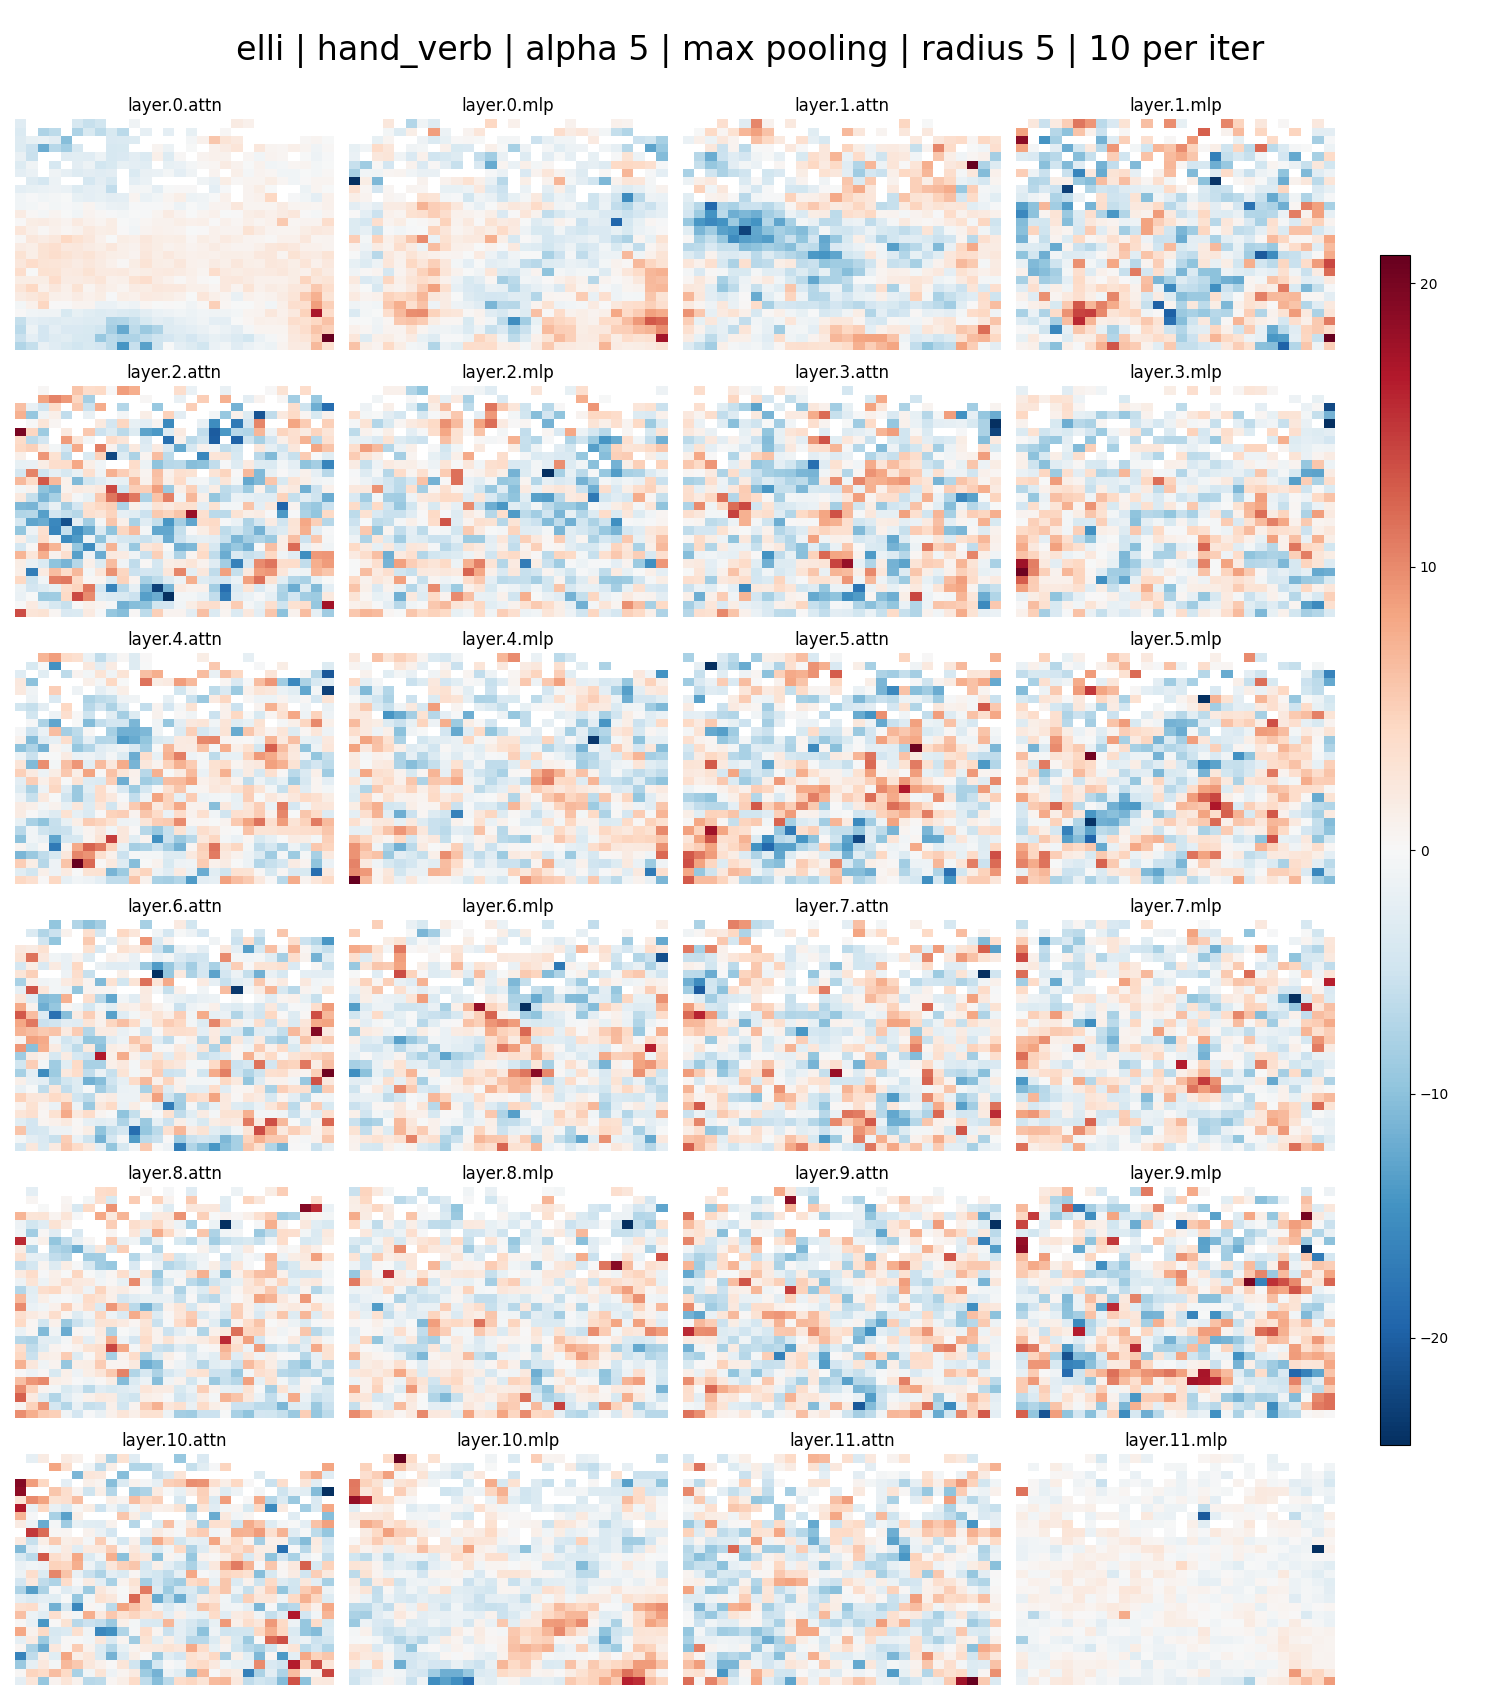 elli | hand_verb | alpha 5 | max pooling | radius 5 | 10 per iter
layer.0.attn layer.0.mlp layer.1.attn layer.1.mlp
layer.2.attn layer.2.mlp layer.3.attn layer.3.mlp
layer.4.attn layer.4.mlp layer.5.attn layer.5.mlp
layer.6.attn layer.6.mlp layer.7.attn layer.7.mlp
layer.8.attn layer.8.mlp layer.9.attn layer.9.mlp
layer.10.attn layer.10.mlp layer.11.attn layer.11.mlp
20
10
0
−10
−20